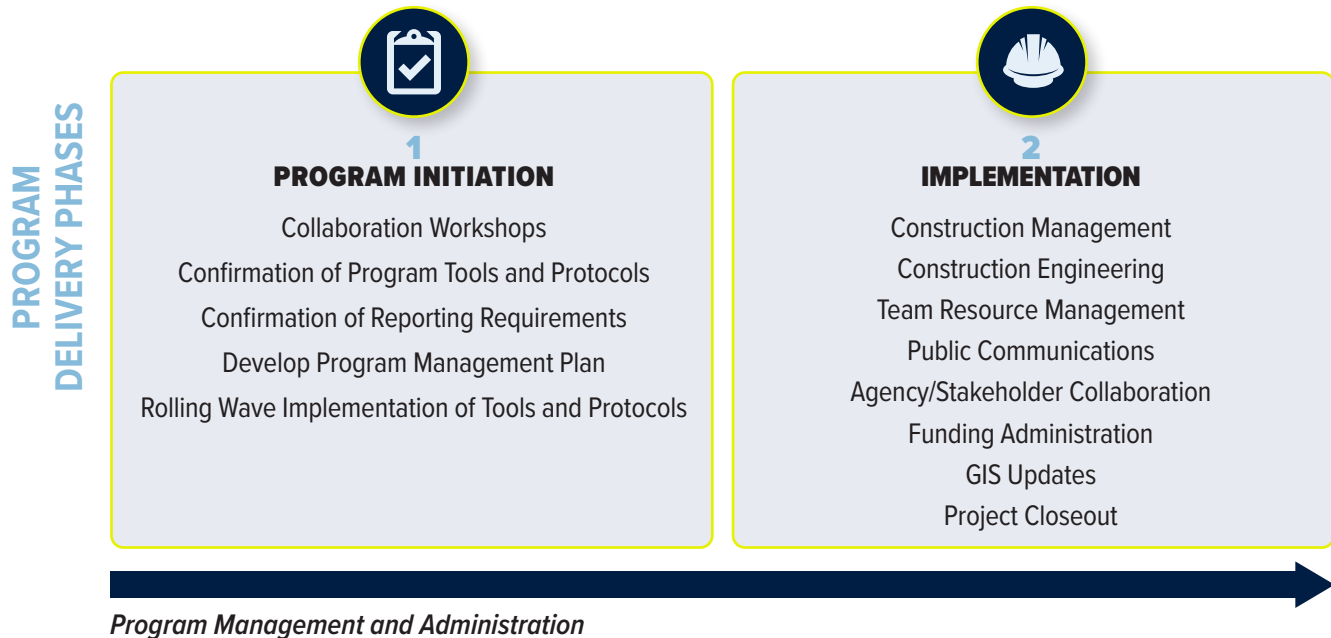 PROGRAM
DELIVERY PHASES
1
PROGRAM INITIATION
Collaboration Workshops
Confirmation of Program Tools and Protocols
Confirmation of Reporting Requirements
Develop Program Management Plan
Rolling Wave Implementation of Tools and Protocols
2
IMPLEMENTATION
Construction Management
Construction Engineering
Team Resource Management
Public Communications
Agency/Stakeholder Collaboration
Funding Administration
GIS Updates
Project Closeout
Program Management and Administration